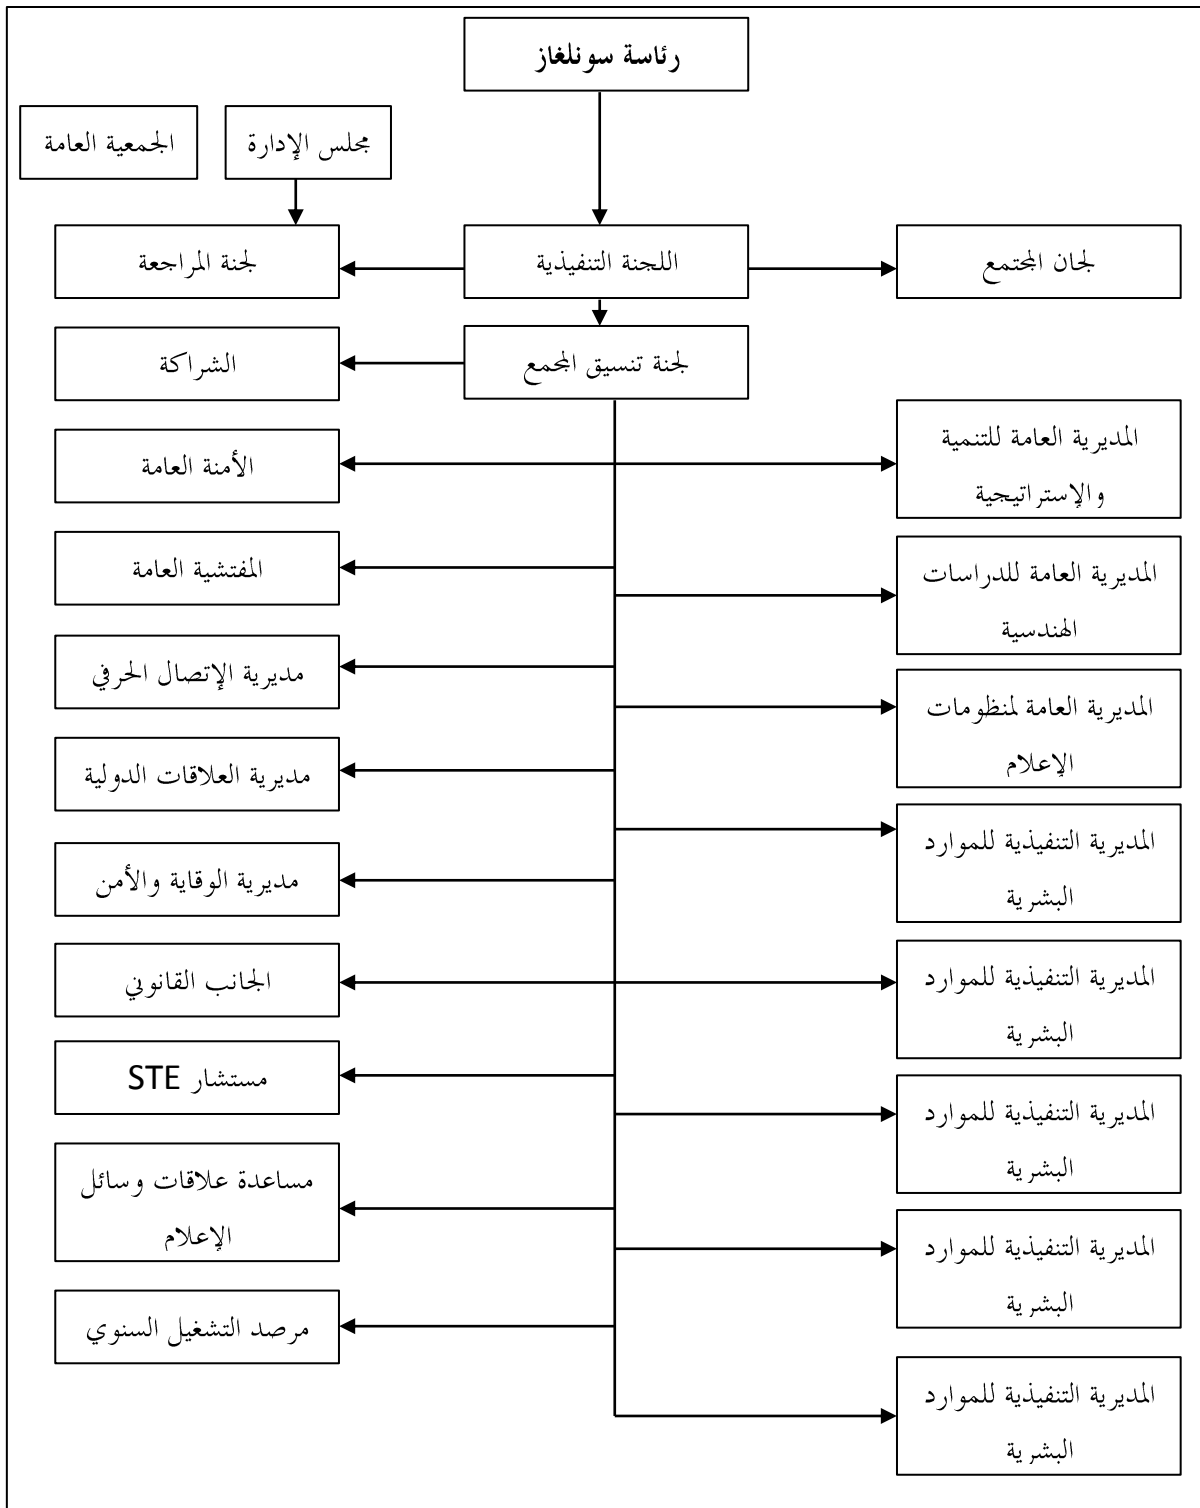 رئاسة سونلغاز
مجلس الإدارة
الجمعية العامة
لجان المجتمع
اللجنة التنفيذية
لجنة المراجعة
لجنة تنسيق المجمع
الشراكة
المديرية العامة للتنمية
والإستراتيجية
الأمنة العامة
المديرية العامة للدراسات
الهندسية
المفتشية العامة
المديرية العامة لمنظومات
الإعلام
مديرية الإتصال الحرفي
المديرية التنفيذية للموارد
البشرية
مديرية العلاقات الدولية
مديرية الوقاية والأمن
المديرية التنفيذية للموارد
البشرية
الجانب القانوني
المديرية التنفيذية للموارد
البشرية
مستشار STE
المديرية التنفيذية للموارد
البشرية
مساعدة علاقات وسائل
الإعلام
المديرية التنفيذية للموارد
البشرية
مرصد التشغيل السنوي